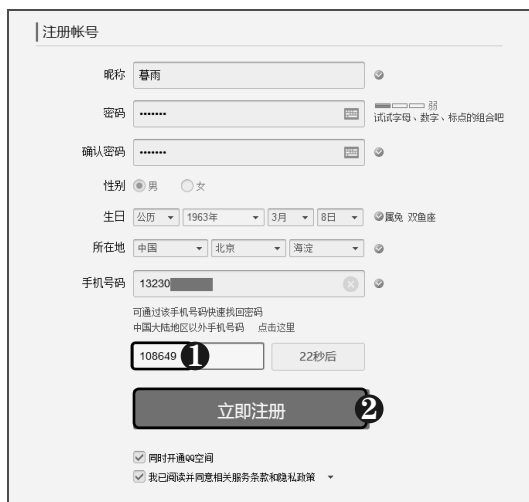 注册帐号
昵称 暮雨
密码 ••••••• 弱
试试字母、数字、标点的组合吧
确认密码 •••••••
性别 男 女
生日 公历 1963年 3月 8日 属兔 双鱼座
所在地 中国 北京 海淀
手机号码 13230
可通过该手机号码快速找回密码
中国大陆地区以外手机号码 点击这里
108649 1 22秒后
立即注册 2
同时开通QQ空间
我已阅读并同意相关服务条款和隐私政策